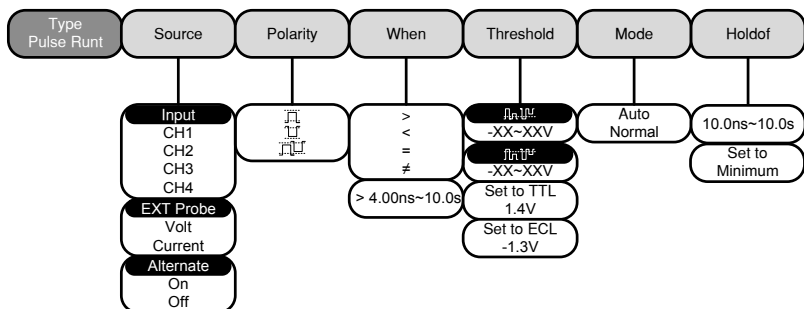 Type
Pulse Runt
Source
Polarity
When
Threshold
Mode
Holdof
Input
CH1
CH2
CH3
CH4
EXT Probe
Volt
Current
Alternate
On
Off
>
<
=
≠
> 4.00ns~10.0s
-XX~XXV
-XX~XXV
Set to TTL
1.4V
Set to ECL
-1.3V
Auto
Normal
10.0ns~10.0s
Set to
Minimum